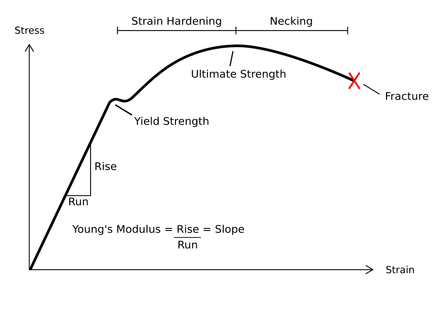 Strain Hardening
Necking
Stress
Ultimate Strength
Fracture
Yield Strength
Rise
Run
Young's Modulus = Rise = Slope
Run
Strain